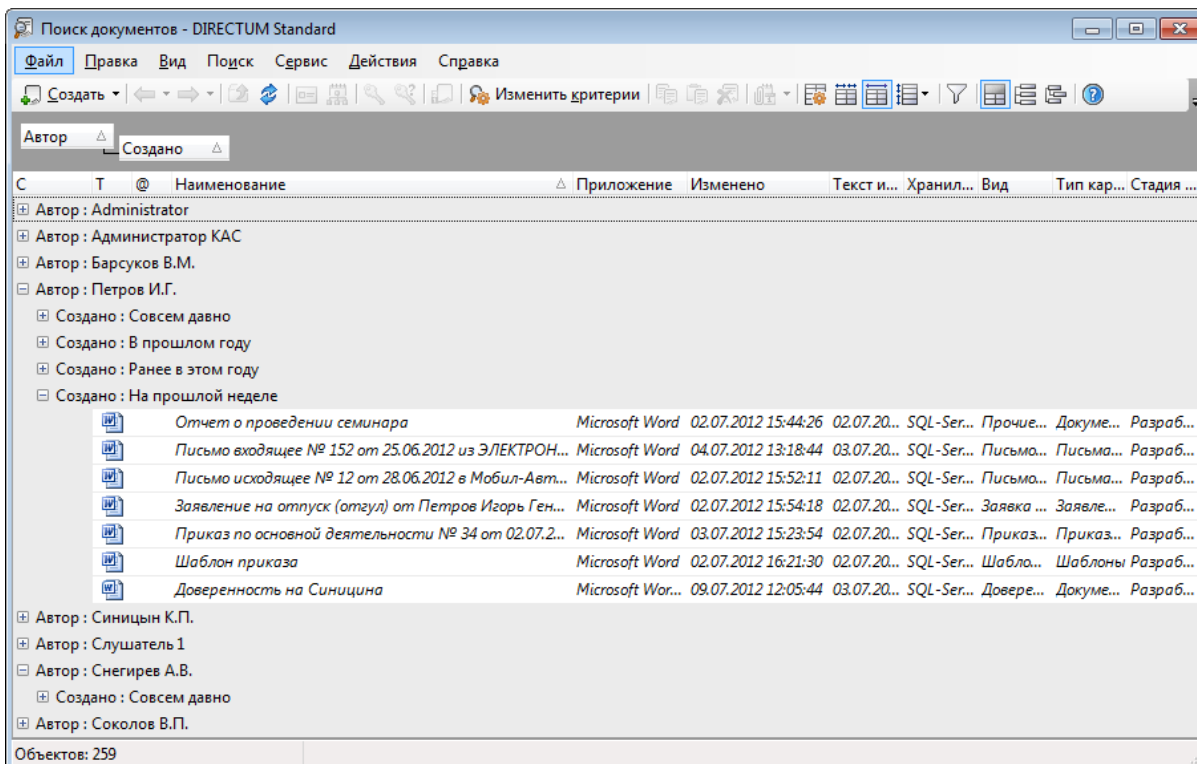 Поиск документов - DIRECTUM Standard
Файл Правка Вид Поиск Сервис Действия Справка
Создать Изменить критерии
Автор
Создано
С Т @ Наименование Приложение Изменено Текст и... Хранил... Вид Тип кар... Стадия ...
Автор : Administrator
Автор : Администратор КАС
Автор : Барсуков В.М.
Автор : Петров И.Г.
Создано : Совсем давно
Создано : В прошлом году
Создано : Ранее в этом году
Создано : На прошлой неделе
Отчет о проведении семинара Microsoft Word 02.07.2012 15:44:26 02.07.20... SQL-Ser... Прочие... Докуме... Разраб...
Письмо входящее № 152 от 25.06.2012 из ЭЛЕКТРОН... Microsoft Word 04.07.2012 13:18:44 03.07.20... SQL-Ser... Письмо... Письма... Разраб...
Письмо исходящее № 12 от 28.06.2012 в Мобил-Авт... Microsoft Word 02.07.2012 15:52:11 02.07.20... SQL-Ser... Письмо... Письма... Разраб...
Заявление на отпуск (отгул) от Петров Игорь Ген... Microsoft Word 02.07.2012 15:54:18 02.07.20... SQL-Ser... Заявка ... Заявле... Разраб...
Приказ по основной деятельности № 34 от 02.07.2... Microsoft Word 03.07.2012 15:23:54 02.07.20... SQL-Ser... Приказ... Приказ... Разраб...
Шаблон приказа Microsoft Word 02.07.2012 16:21:30 02.07.20... SQL-Ser... Шабло... Шаблоны Разраб...
Доверенность на Синицина Microsoft Wor... 09.07.2012 12:05:44 03.07.20... SQL-Ser... Довере... Докуме... Разраб...
Автор : Синицын К.П.
Автор : Слушатель 1
Автор : Снегирев А.В.
Создано : Совсем давно
Автор : Соколов В.П.
Объектов: 259